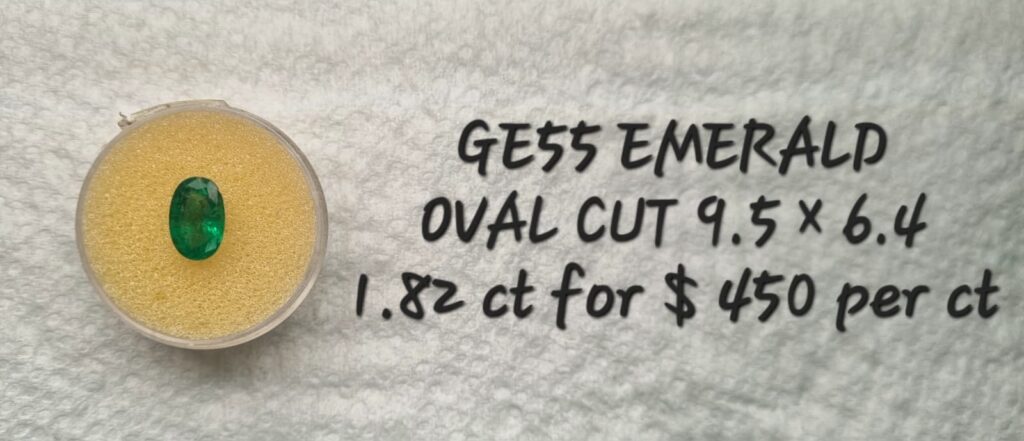 GE55 EMERALD
OVAL CUT 9.5 × 6.4
1.82 ct for $ 450 per ct